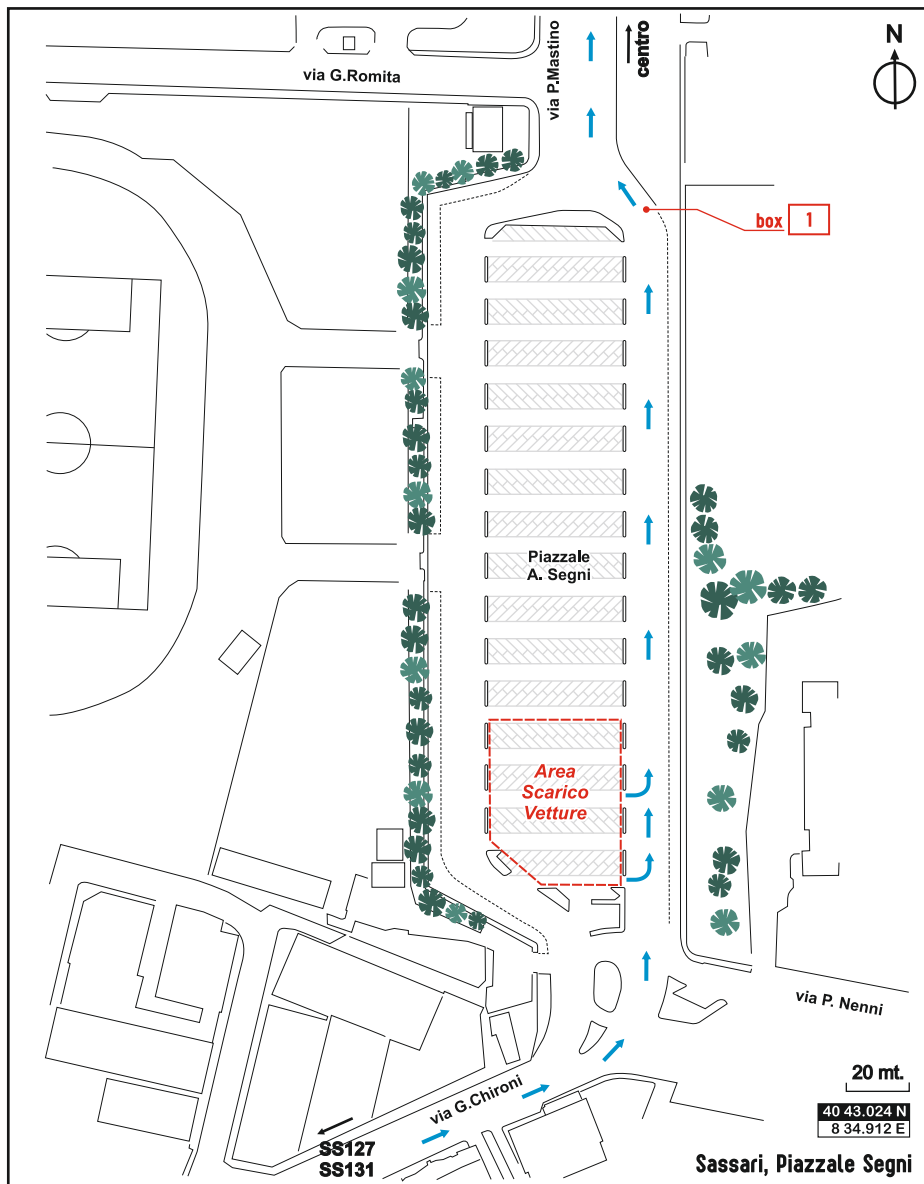 via G.Romita
via P.Mastino
centro
N
box 1
Piazzale
A. Segni
Area
Scarico
Vetture
via P. Nenni
via G.Chironi
SS127
SS131
20 mt.
40 43.024 N
8 34.912 E
Sassari, Piazzale Segni